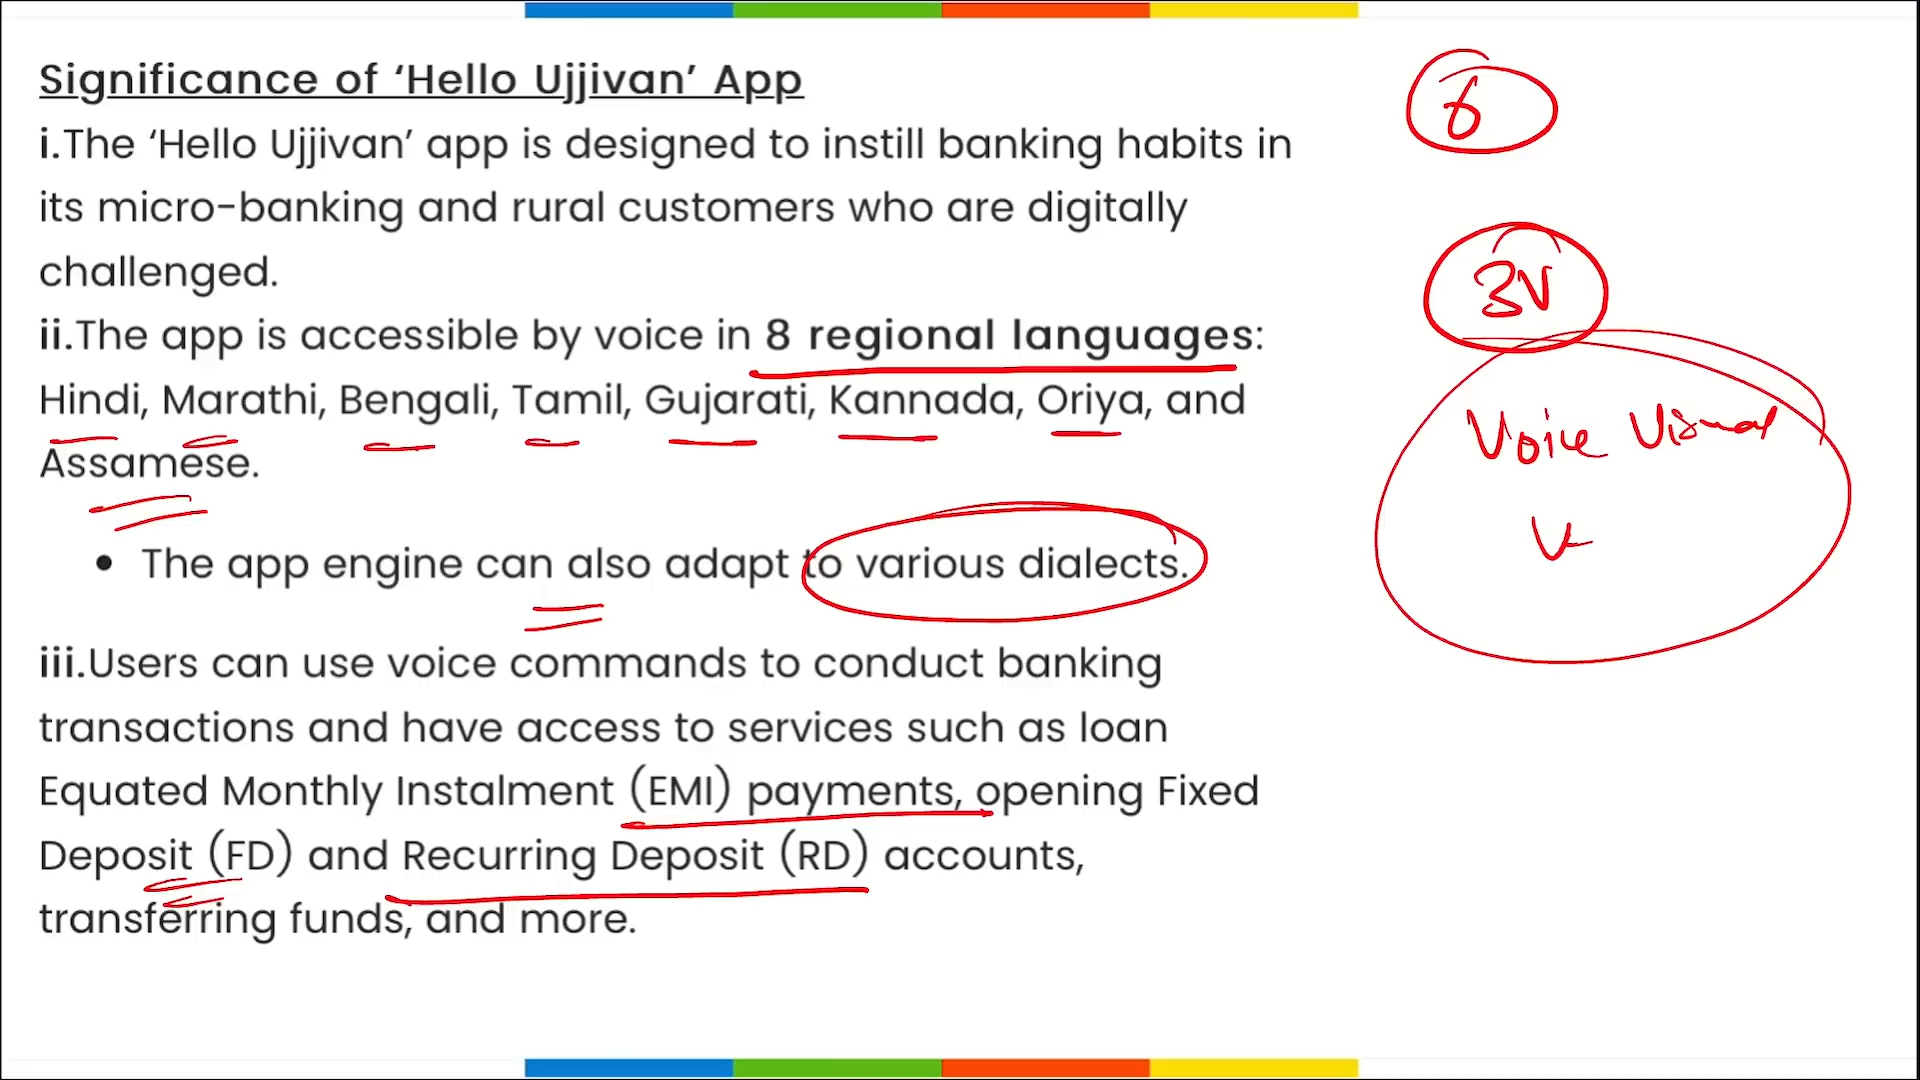 Significance of ‘Hello Ujjivan’ App
i.The ‘Hello Ujjivan’ app is designed to instill banking habits in
its micro-banking and rural customers who are digitally
challenged.
ii.The app is accessible by voice in 8 regional languages:
Hindi, Marathi, Bengali, Tamil, Gujarati, Kannada, Oriya, and
Assamese.
• The app engine can also adapt to various dialects.
iii.Users can use voice commands to conduct banking
transactions and have access to services such as loan
Equated Monthly Instalment (EMI) payments, opening Fixed
Deposit (FD) and Recurring Deposit (RD) accounts,
transferring funds, and more.
6
3V
Voice Visual